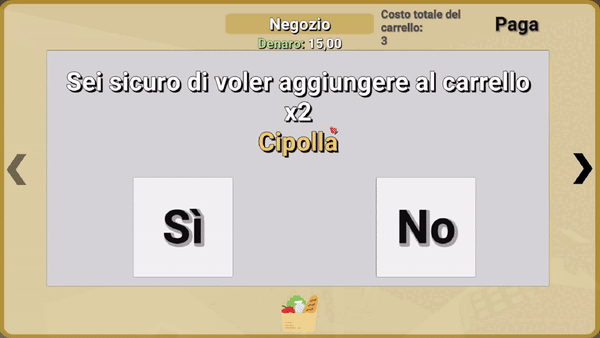 Negozio
Denaro: 15,00
Costo totale del
carrello:
3
Paga
Sei sicuro di voler aggiungere al carrello
x2
Cipolla
Sì
No